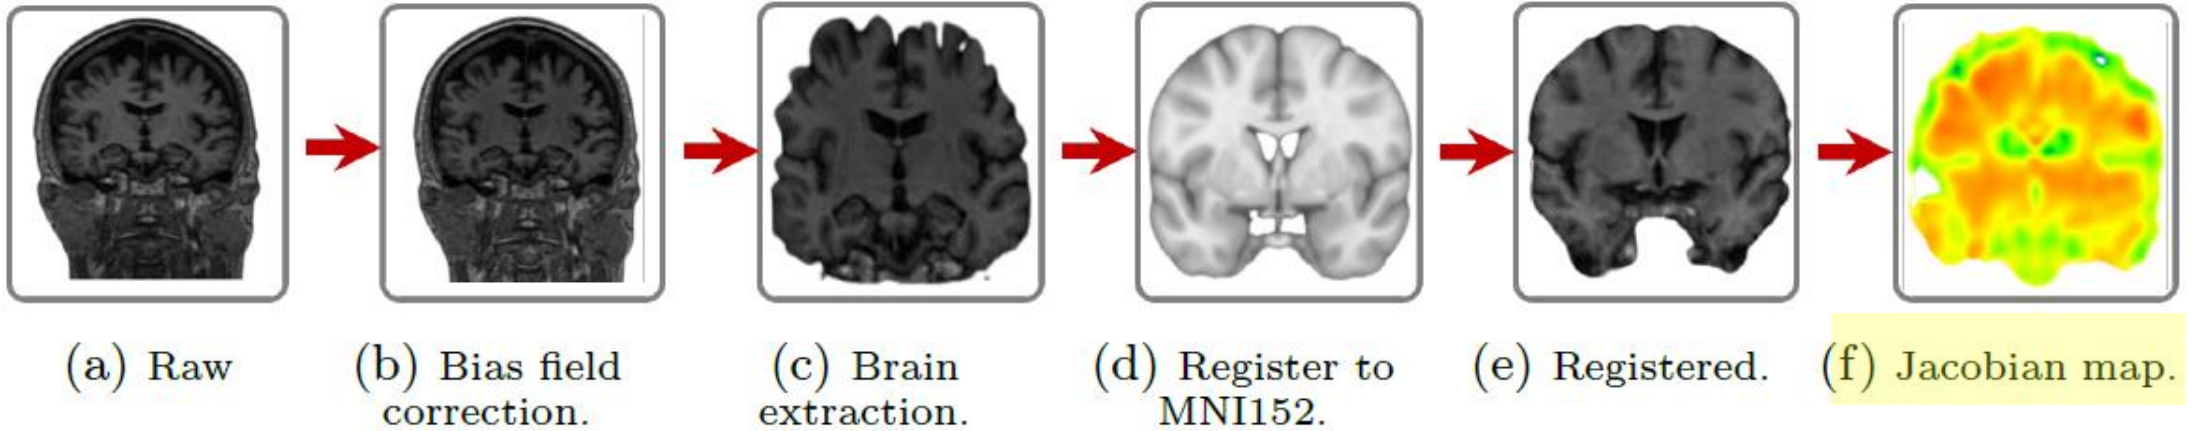 (a) Raw
(b) Bias field
correction.
(c) Brain
extraction.
(d) Register to
MNI152.
(e) Registered.
(f) Jacobian map.